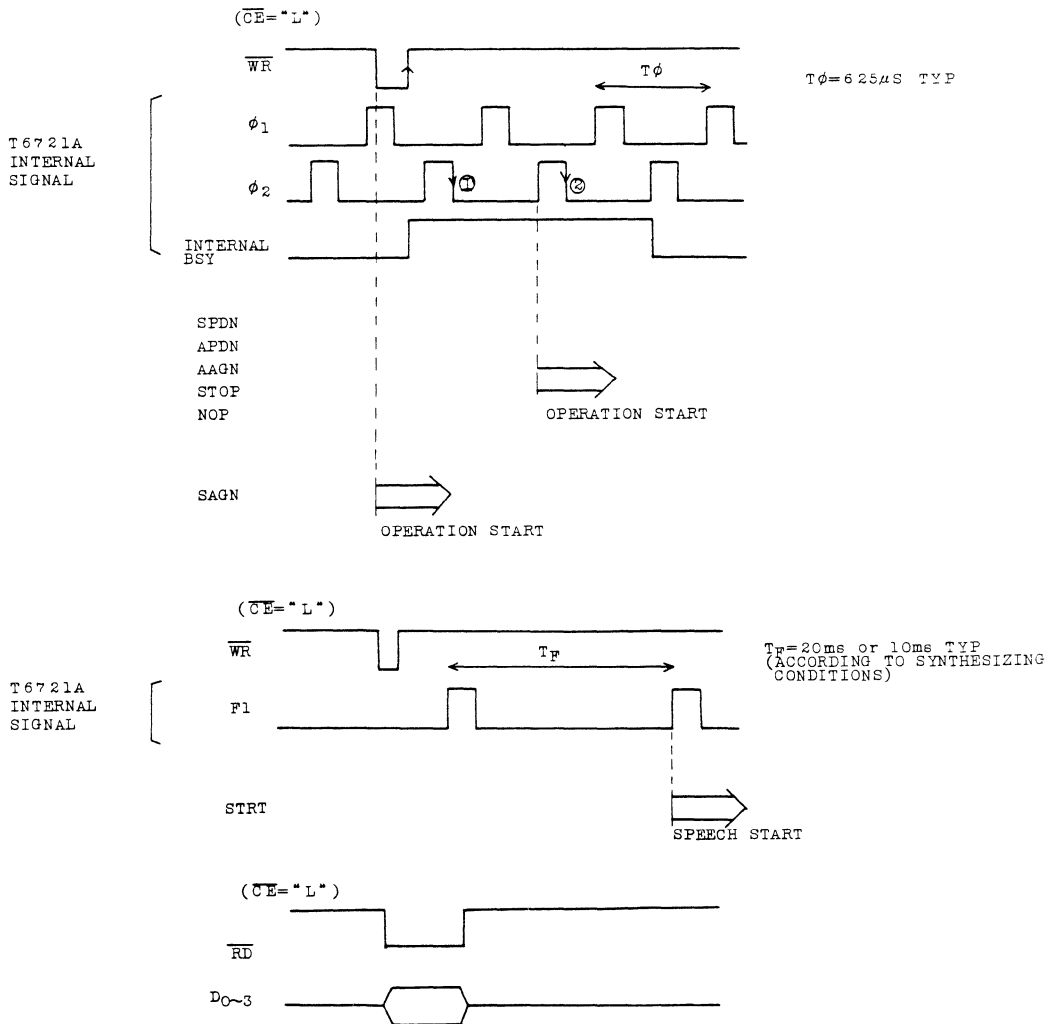 (CE="L")
WR
Tφ
Tφ=625μS TYP
φ1
T6721A
INTERNAL
SIGNAL
φ2
①
②
INTERNAL
BSY
SPDN
APDN
AAGN
STOP
NOP
OPERATION START
SAGN
OPERATION START
(CE="L")
WR
TF
TF=20ms or 10ms TYP
(ACCORDING TO SYNTHESIZING
CONDITIONS)
T6721A
INTERNAL
SIGNAL
F1
STRT
SPEECH START
(CE="L")
RD
D0~3